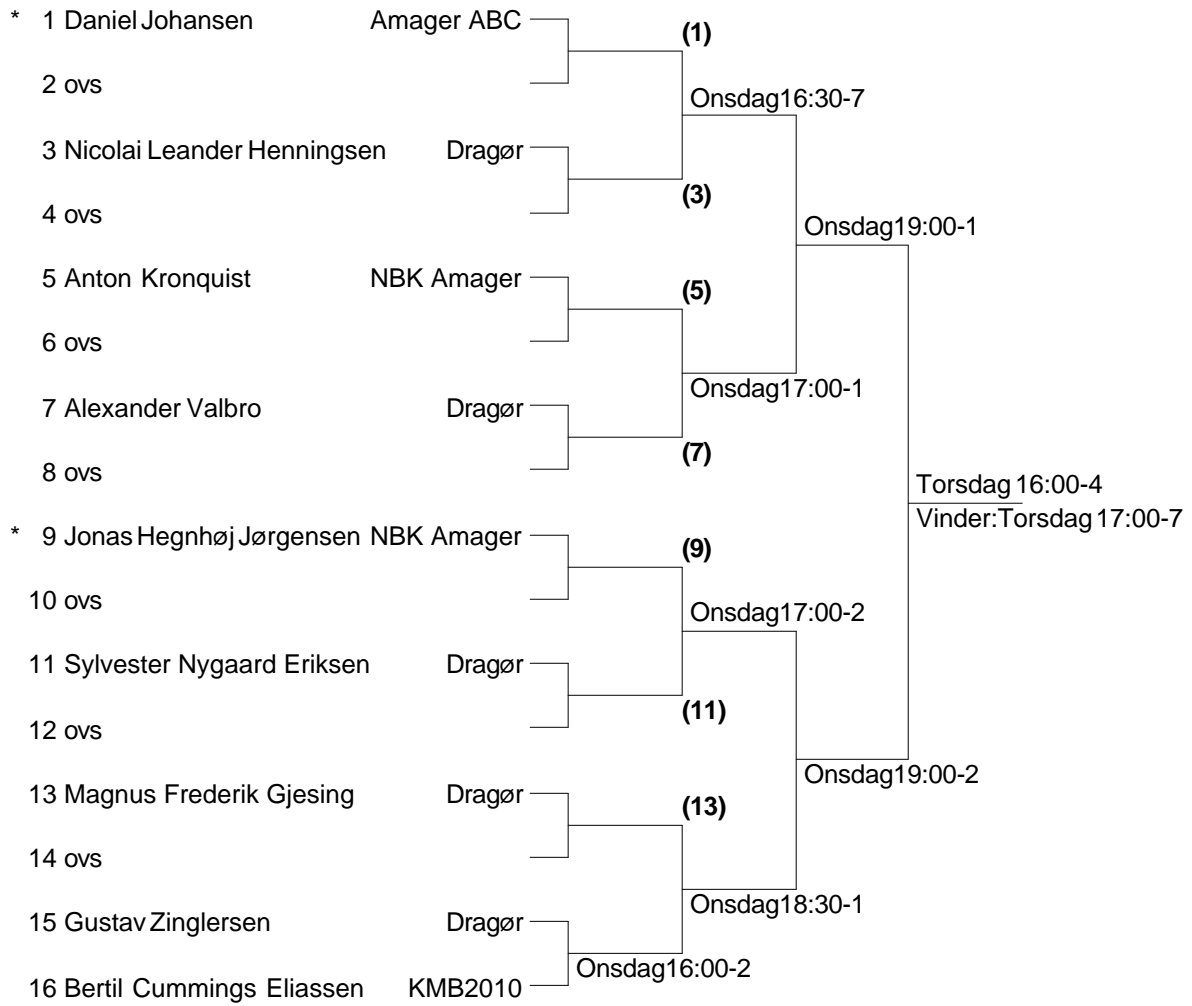 * 1 Daniel Johansen Amager ABC
(1)
2 ovs
Onsdag16:30-7
3 Nicolai Leander Henningsen Dragør
(3)
4 ovs
Onsdag19:00-1
5 Anton Kronquist NBK Amager
(5)
6 ovs
Onsdag17:00-1
7 Alexander Valbro Dragør
(7)
8 ovs
Torsdag 16:00-4
Vinder:Torsdag 17:00-7
* 9 Jonas Hegnhøj Jørgensen NBK Amager
(9)
10 ovs
Onsdag17:00-2
11 Sylvester Nygaard Eriksen Dragør
(11)
12 ovs
Onsdag19:00-2
13 Magnus Frederik Gjesing Dragør
(13)
14 ovs
Onsdag18:30-1
15 Gustav Zinglersen Dragør
Onsdag16:00-2
16 Bertil Cummings Eliassen KMB2010